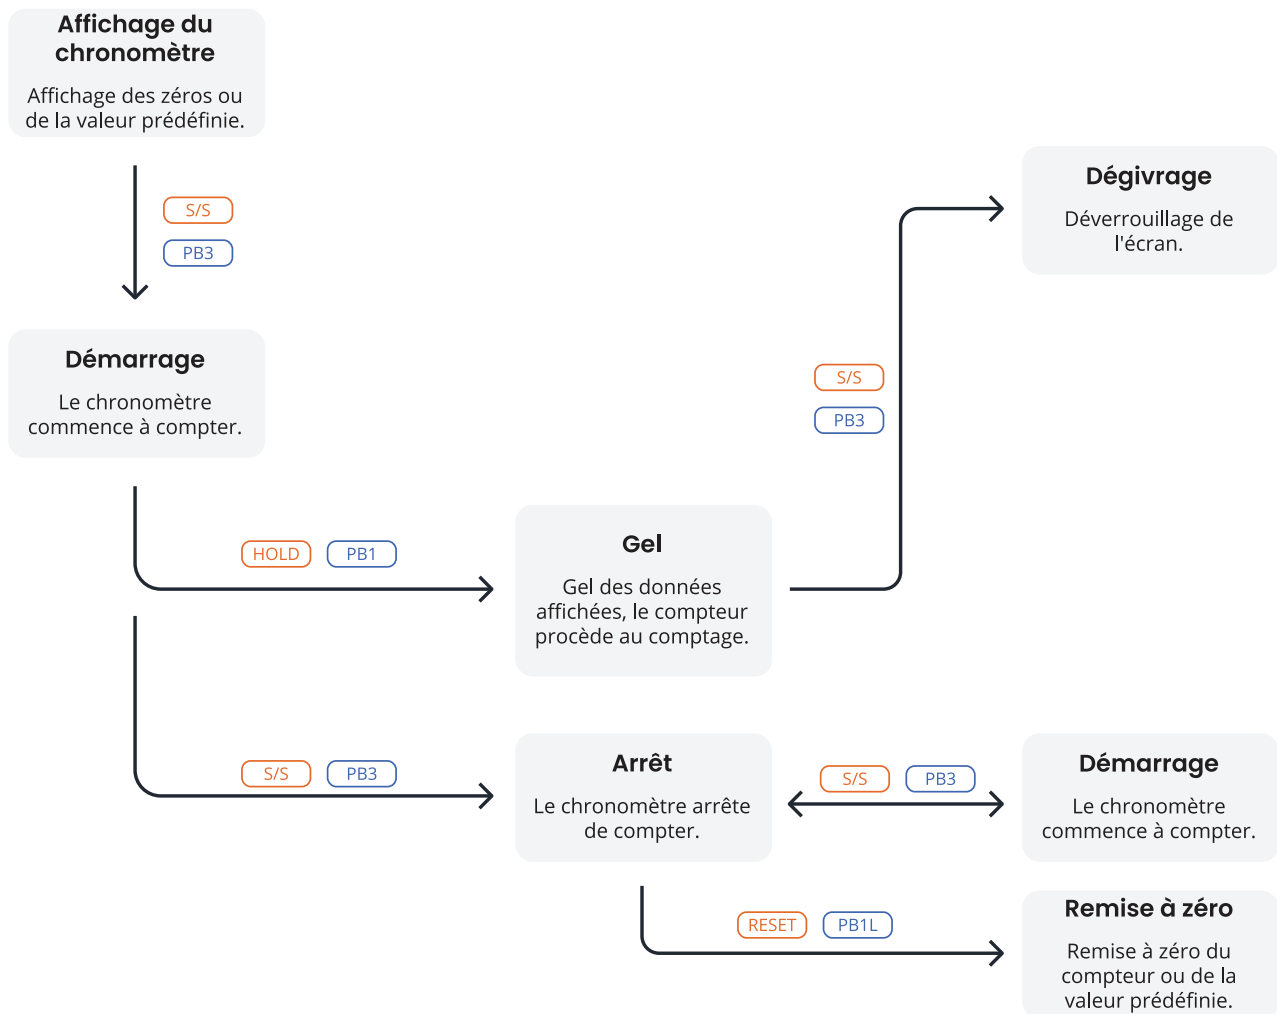 Affichage du
chronomètre
Affichage des zéros ou
de la valeur prédéfinie.
S/S
PB3
Démarrage
Le chronomètre
commence à compter.
HOLD PB1
Gel
Gel des données
affichées, le compteur
procède au comptage.
S/S
PB3
Dégivrage
Déverrouillage de
l'écran.
S/S PB3
Arrêt
Le chronomètre arrête
de compter.
S/S PB3
Démarrage
Le chronomètre
commence à compter.
RESET PB1L
Remise à zéro
Remise à zéro du
compteur ou de la
valeur prédéfinie.